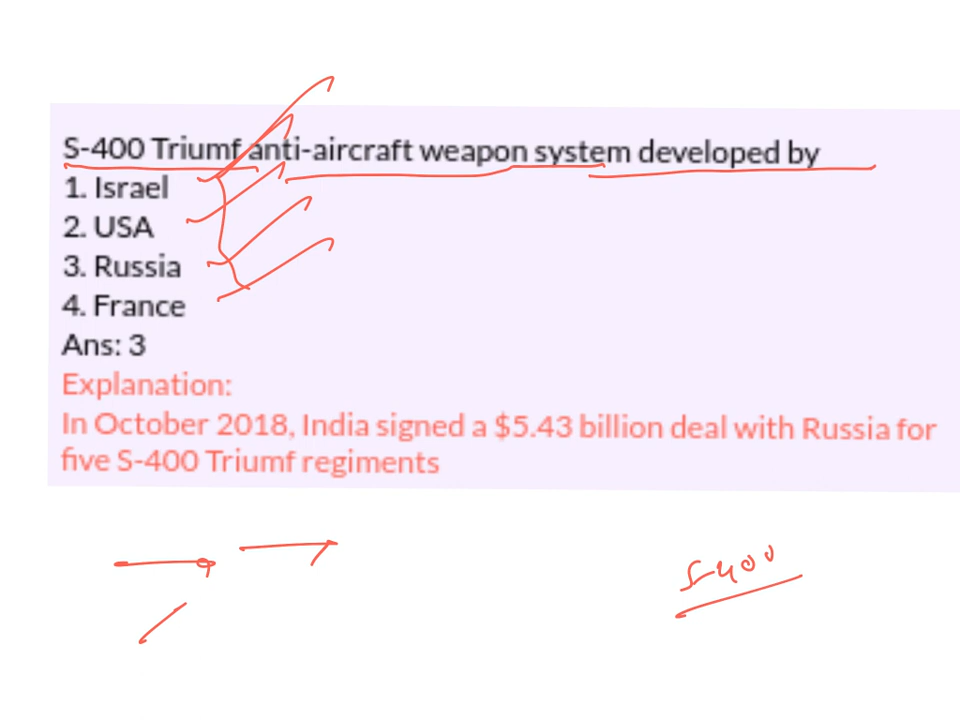 S-400 Triumf anti-aircraft weapon system developed by
1. Israel
2. USA
3. Russia
4. France
Ans: 3
Explanation:
In October 2018, India signed a $5.43 billion deal with Russia for
five S-400 Triumf regiments
S-400